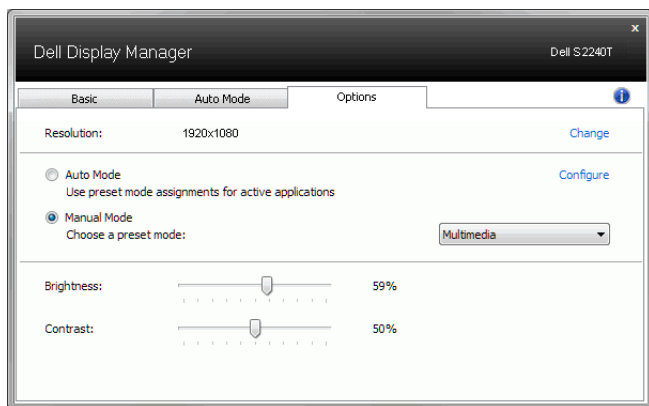 x
Dell Display Manager Dell S2240T
Basic Auto Mode Options i
Resolution: 1920x1080 Change
Auto Mode Configure
Use preset mode assignments for active applications
Manual Mode
Choose a preset mode: Multimedia
Brightness: 59%
Contrast: 50%